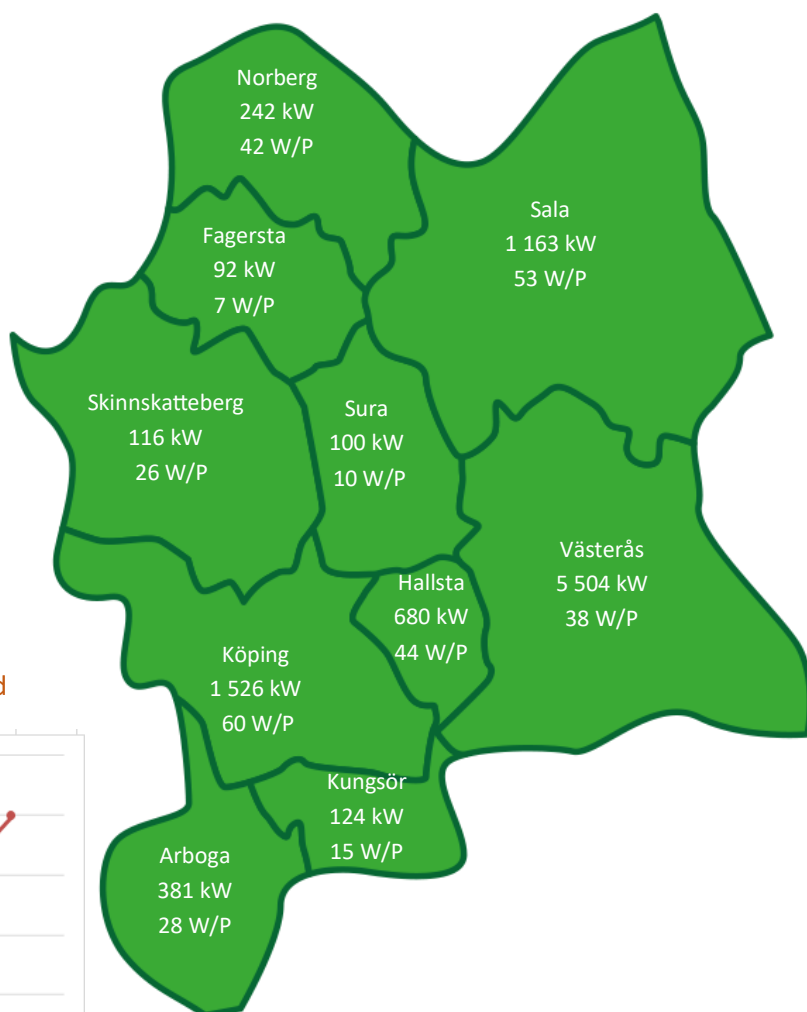 Norberg
242 kW
42 W/P
Sala
1 163 kW
53 W/P
Fagersta
92 kW
7 W/P
Skinnskatteberg
116 kW
26 W/P
Sura
100 kW
10 W/P
Västerås
5 504 kW
38 W/P
Hallsta
680 kW
44 W/P
Köping
1 526 kW
60 W/P
d
Kungsör
124 kW
15 W/P
Arboga
381 kW
28 W/P